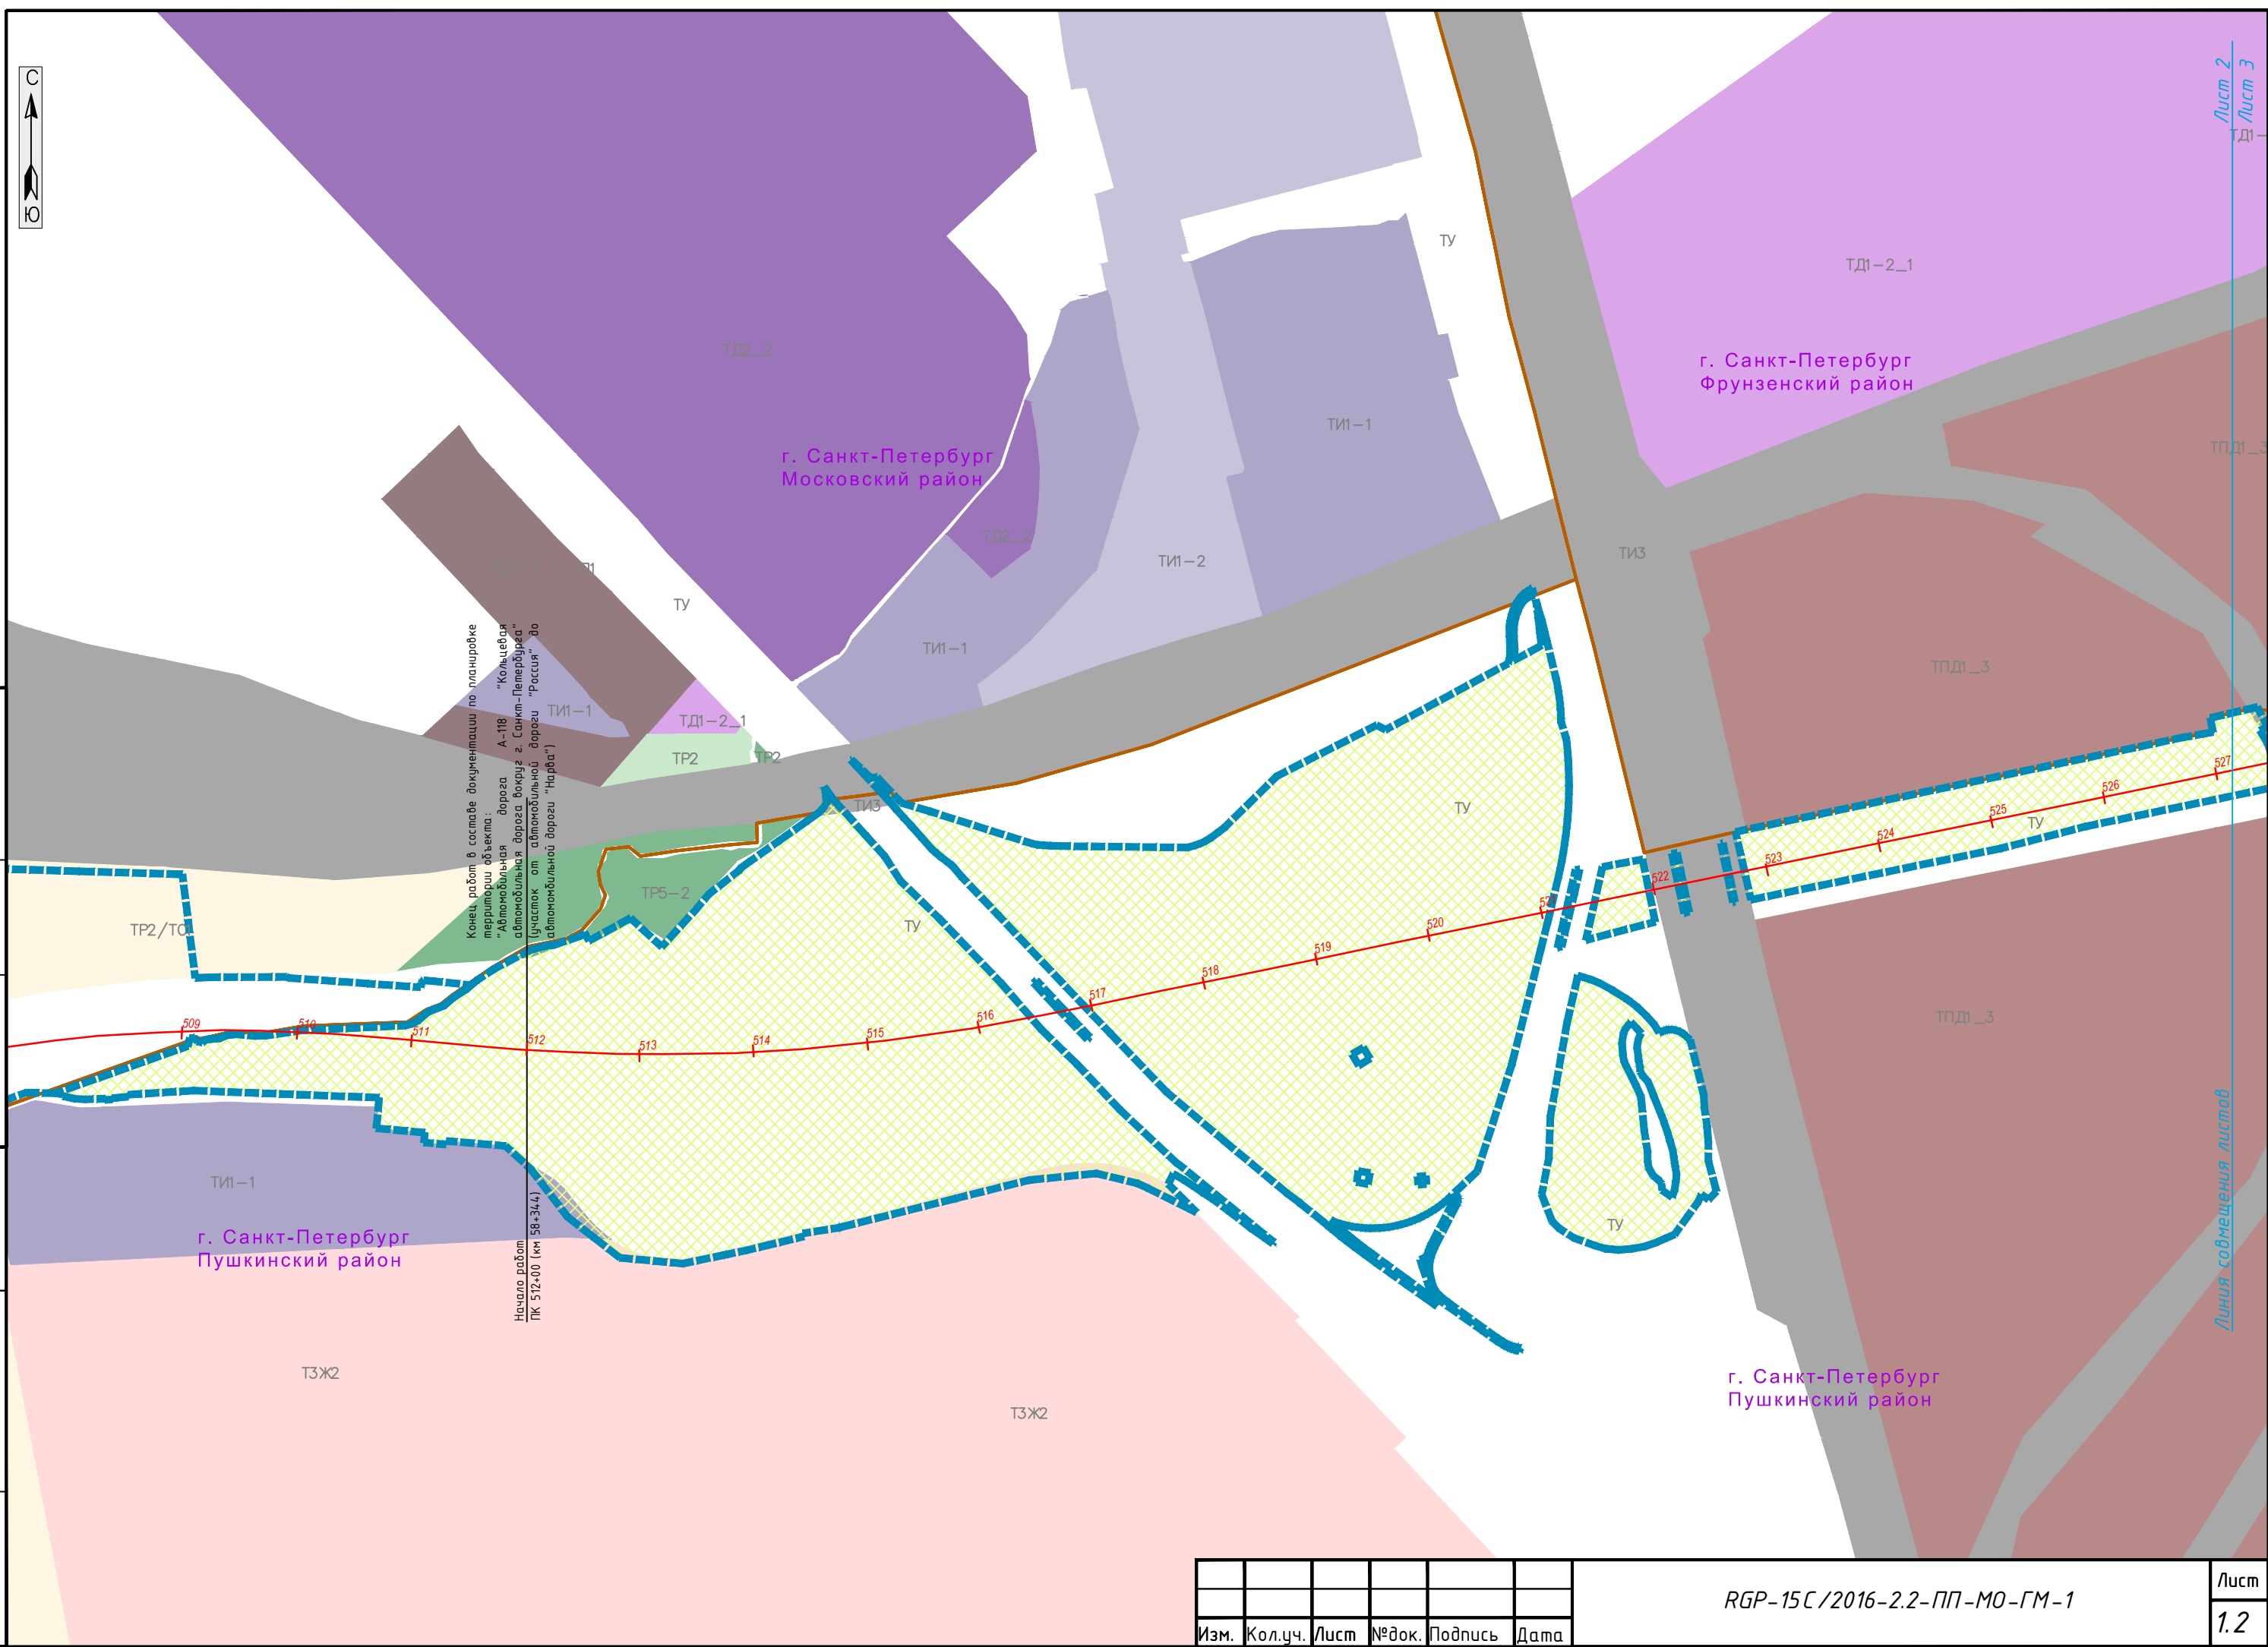 С
Ю
Лист 2
Лист 3
ТД1-
ТУ
ТД1-2_1
ТД2_2
г. Санкт-Петербург
Фрунзенский район
ТИ1-1
ТПД1_3
г. Санкт-Петербург
Московский район
ТД2_2
ТИ3
ТИ1-2
ТУ
ТИ1-1
ТПД1_3
Конец работ в составе документации по планировке
территории объекта:
"Автомобильная дорога А-118 "Кольцевая
автомобильная дорога вокруг г. Санкт-Петербурга"
(участок от автомобильной дороги "Россия" до
автомомбильной дороги "Нарва")
ТИ1-1
ТД1-2_1
ТР2
ТР2
ТИ3
ТУ
ТУ
ТР5-2
ТР2/ТО
ТУ
509
510
511
512
513
514
515
516
517
518
519
520
522
523
524
525
526
527
ТПД1_3
ТИ1-1
г. Санкт-Петербург
Пушкинский район
Начало работ
ПК 512+00 (км 58+344)
ТУ
Линия совмещения листов
Т3Ж2
Т3Ж2
г. Санкт-Петербург
Пушкинский район
RGP-15С/2016-2.2-ПП-МО-ГМ-1
Лист
1.2
Изм. Кол.уч. Лист №док. Подпись Дата